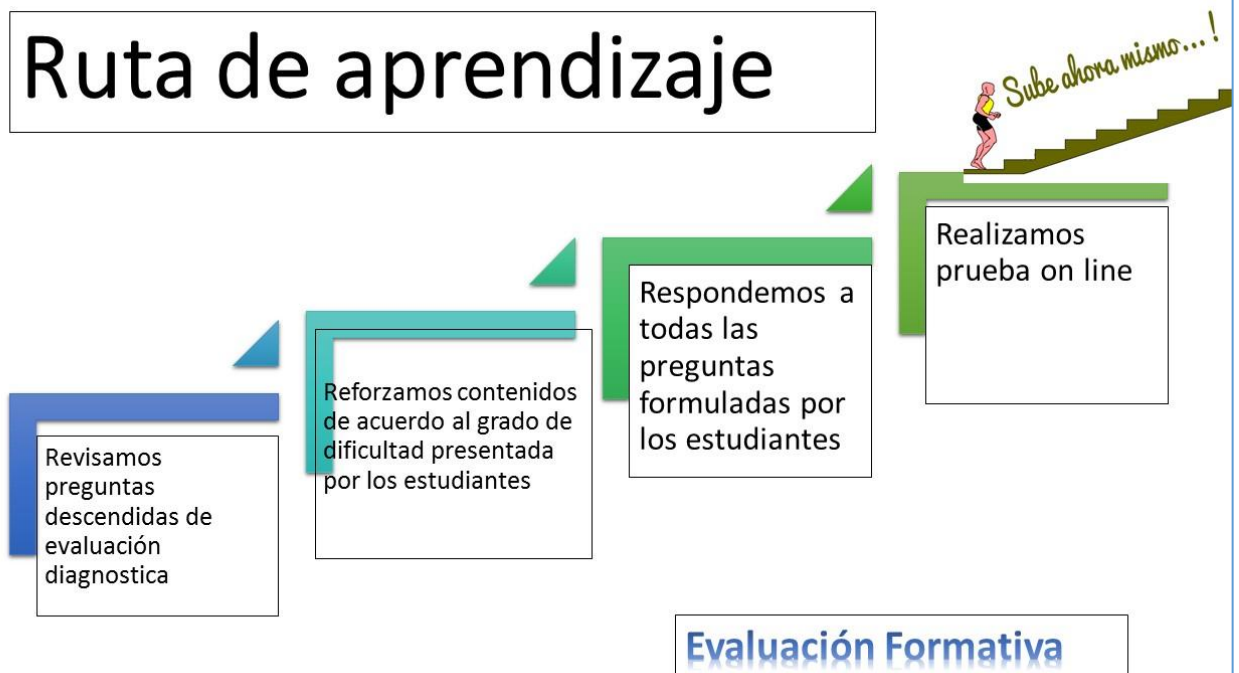 Ruta de aprendizaje
Sube ahora mismo...!
Revisamos
preguntas
descendidas de
evaluación
diagnostica
Reforzamos contenidos
de acuerdo al grado de
dificultad presentada
por los estudiantes
Respondemos a
todas las
preguntas
formuladas por
los estudiantes
Realizamos
prueba on line
Evaluación Formativa